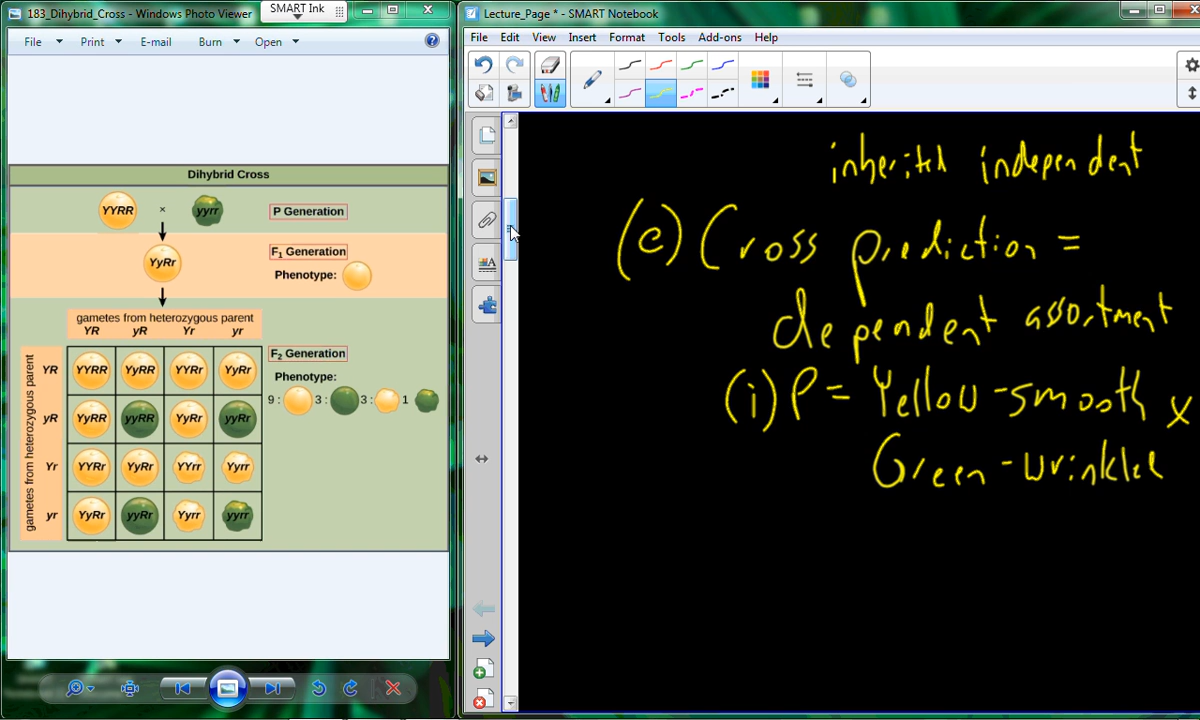 183_Dihybrid_Cross - Windows Photo Viewer
SMART Ink
File Print E-mail Burn Open
Dihybrid Cross
YYRR × yyrr P Generation
F1 Generation
YyRr
Phenotype:
gametes from heterozygous parent
YR yR Yr yr
gametes from heterozygous parent
F2 Generation
Phenotype:
9 : 3 : 3 : 1
YR YYRR YyRR YYRr YyRr
yR YyRR yyRR YyRr yyRr
Yr YYRr YyRr YYrr Yyrr
yr YyRr yyRr Yyrr yyrr
Lecture_Page * - SMART Notebook
File Edit View Insert Format Tools Add-ons Help
inherited independent
(e) Cross prediction =
dependent assortment
(i) P = Yellow-smooth x
Green-wrinkled